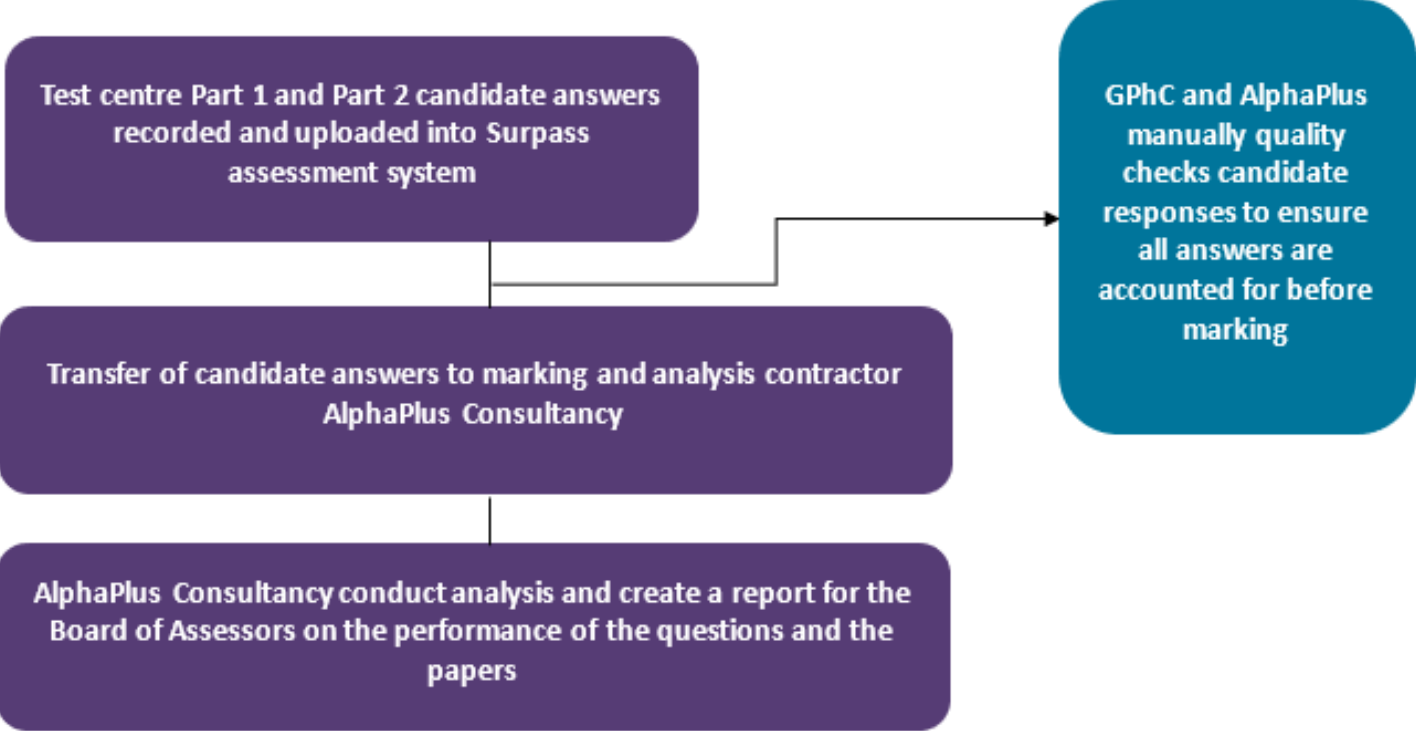 Test centre Part 1 and Part 2 candidate answers
recorded and uploaded into Surpass
assessment system
GPhC and AlphaPlus
manually quality
checks candidate
responses to ensure
all answers are
accounted for before
marking
Transfer of candidate answers to marking and analysis contractor
AlphaPlus Consultancy
AlphaPlus Consultancy conduct analysis and create a report for the
Board of Assessors on the performance of the questions and the
papers